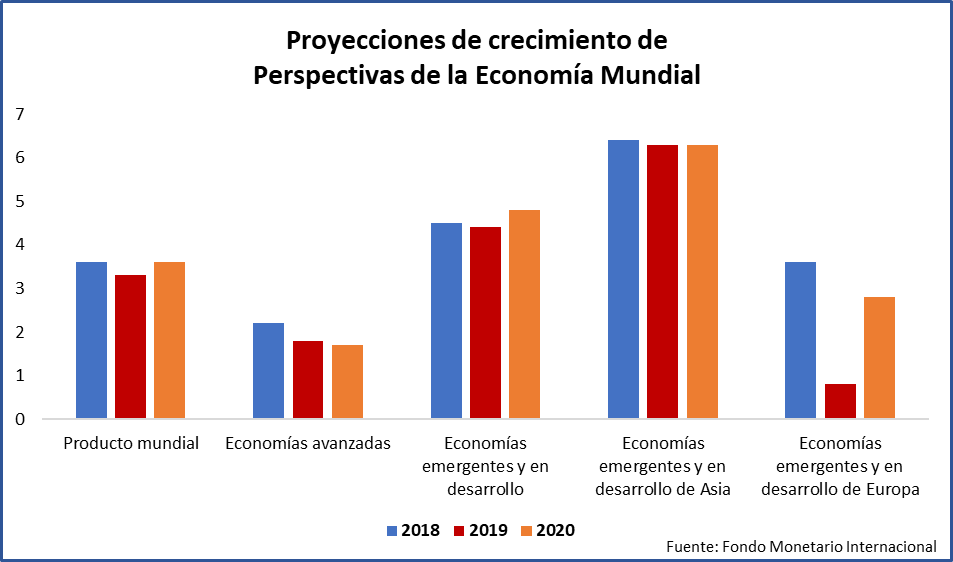 Proyecciones de crecimiento de
Perspectivas de la Economía Mundial
7
6
5
4
3
2
1
0
Producto mundial
Economías avanzadas
Economías
emergentes y en
desarrollo
Economías
emergentes y en
desarrollo de Asia
Economías
emergentes y en
desarrollo de Europa
2018 2019 2020
Fuente: Fondo Monetario Internacional